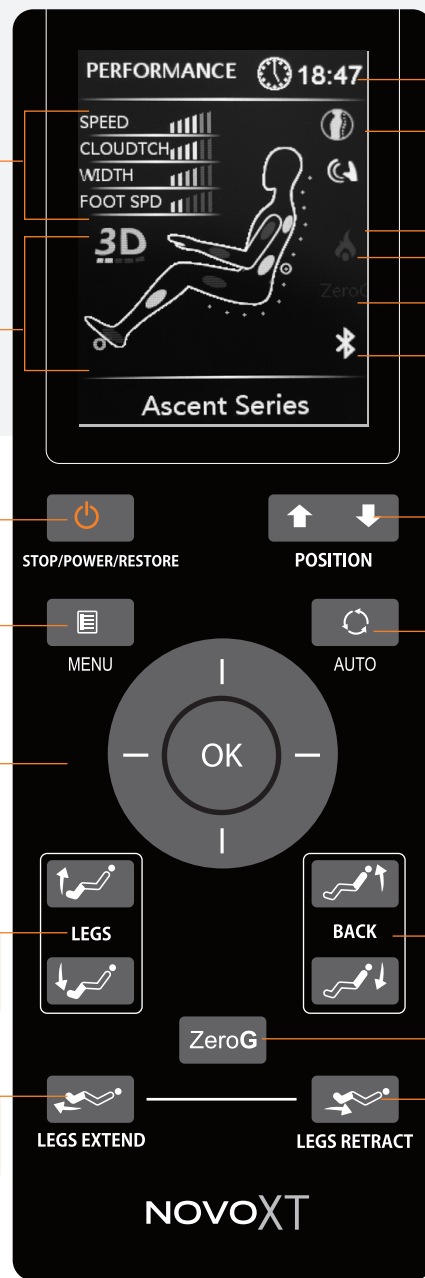 PERFORMANCE 18:47
SPEED
CLOUDTCH
WIDTH
FOOT SPD
3D
ZeroG
Ascent Series
STOP/POWER/RESTORE
POSITION
MENU
AUTO
OK
LEGS
BACK
ZeroG
LEGS EXTEND
LEGS RETRACT
NOVOXT